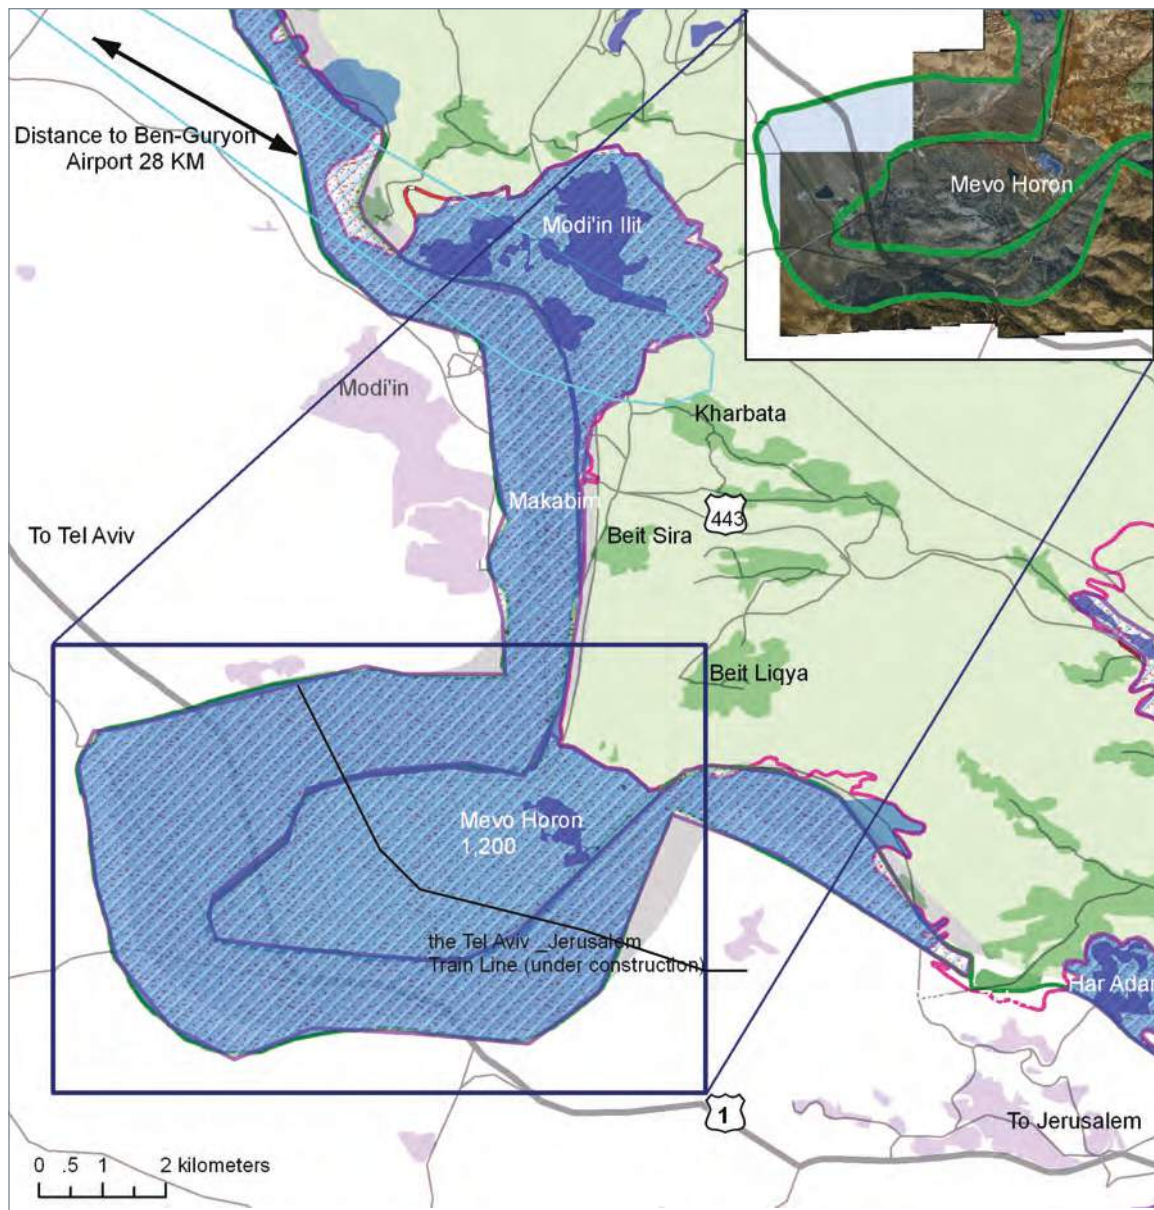 Distance to Ben-Guryon
Airport 28 KM
Mevo Horon
Modi'in Ilit
Modi'in
Kharbata
Makabim
443
To Tel Aviv
Beit Sira
Beit Liqya
Mevo Horon
1,200
the Tel Aviv _Jerusalem
Train Line (under construction)
Har Adar
1
To Jerusalem
0 .5 1 2 kilometers